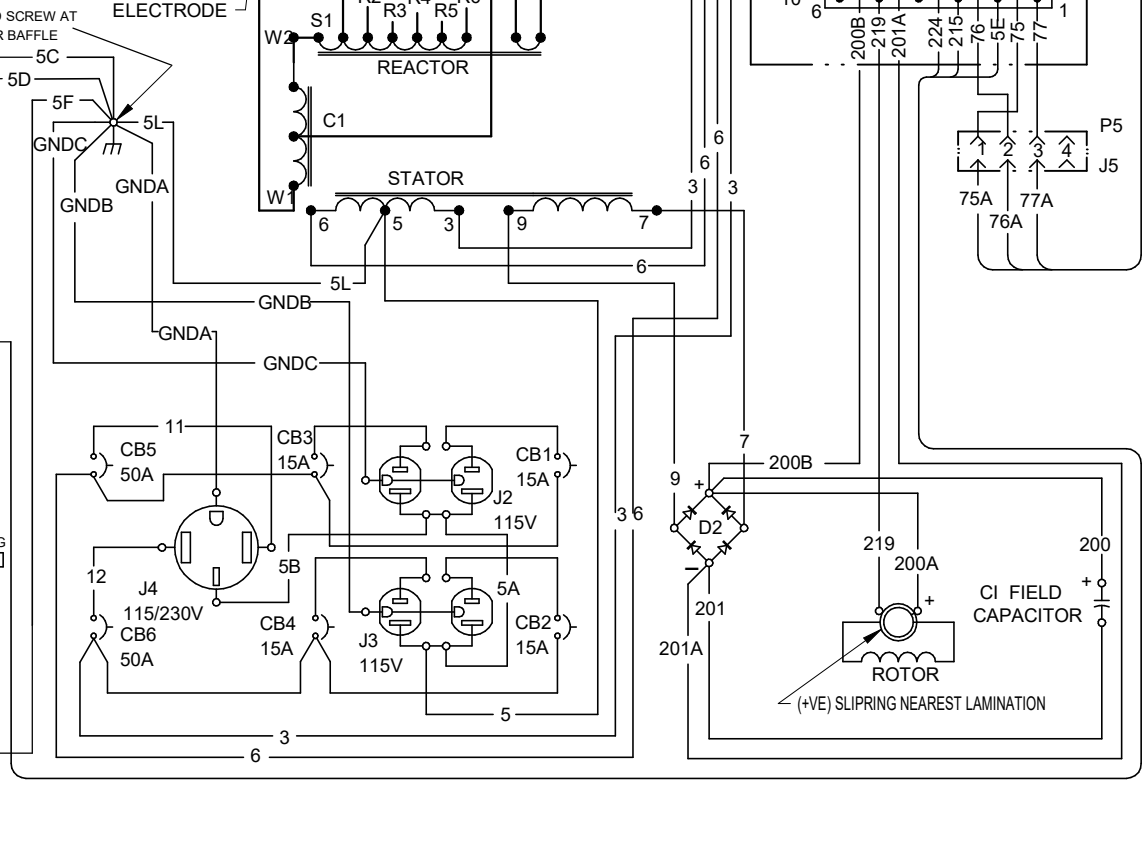 ELECTRODE
SCREW AT
R BAFFLE
5C
5D
5F
5L
GNDC
GNDA
GNDB
S1
R3
R5
W2
REACTOR
C1
W1
STATOR
6
5
3
9
7
6
6
3
3
6
5L
GNDB
GNDA
GNDC
10
6
1
200B
219
201A
224
215
76
5E
75
77
P5
1
2
3
4
J5
75A
76A
77A
11
CB5
50A
CB3
15A
CB1
15A
J2
115V
5B
5A
12
J4
115/230V
CB6
50A
CB4
15A
J3
115V
CB2
15A
5
3
6
3
6
9
7
200B
+
D2
–
201
201A
219
200A
+
200
+
CI FIELD
CAPACITOR
ROTOR
(+VE) SLIPRING NEAREST LAMINATION